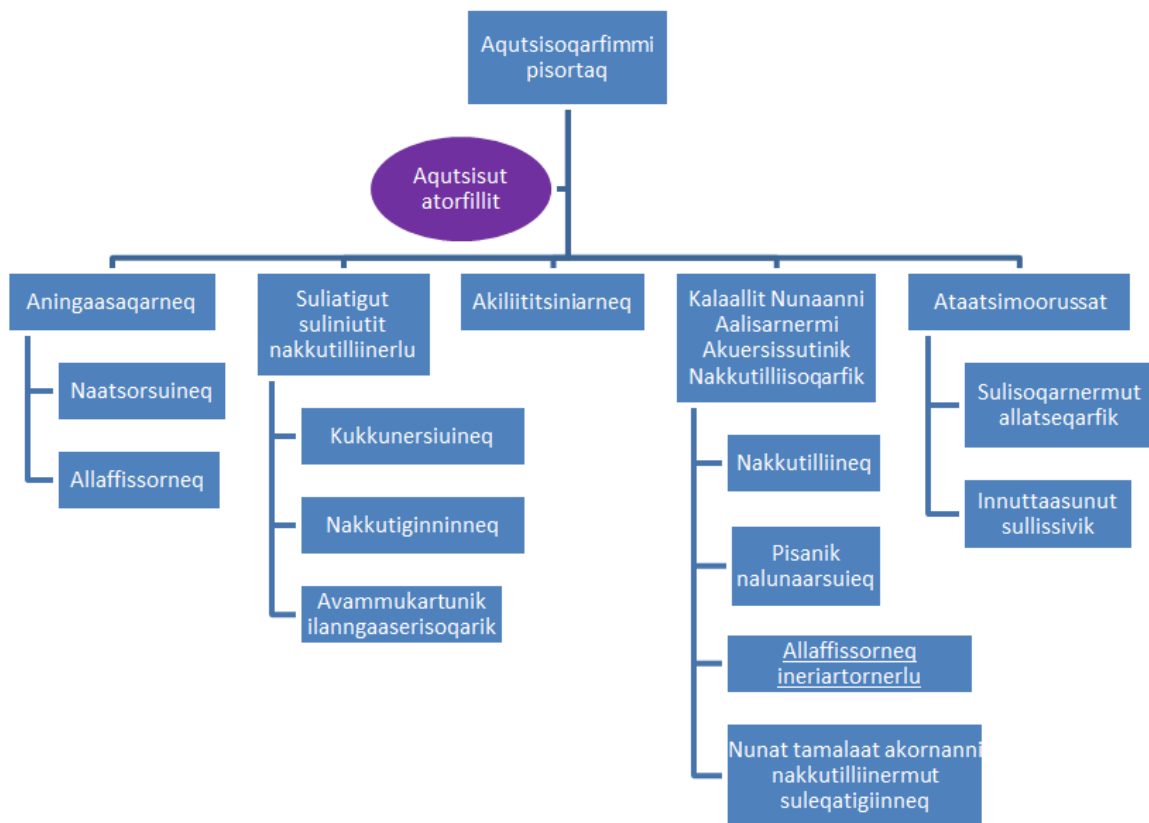 Aqutsisoqarfimmi
pisortaq
Aqutsisut
atorfillit
Aningaasaqarneq
Naatsorsuineq
Allaffissorneq
Suliatigut
suliniutit
nakkutilliinerlu
Kukkunersiuineq
Nakkutiginninneq
Avammukartunik
ilanngaaserisoqarik
Akiliititsiniarneq
Kalaallit Nunaanni
Aalisarnermi
Akuersissutinik
Nakkutilliisoqarfik
Nakkutilliineq
Pisanik
nalunaarsuieq
Allaffissorneq
ineriartornerlu
Nunat tamalaat akornanni
nakkutilliinermut
suleqatigiinneq
Ataatsimoorussat
Sulisoqarnermut
allatseqarfik
Innuttaasunut
sullissivik